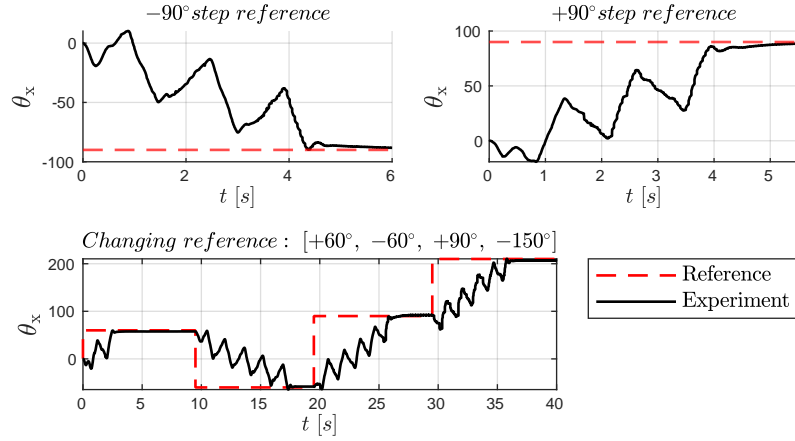 −90° step reference
0
-50
-100
θx
0 2 4 6
t [s]
+90° step reference
100
50
0
θx
0 1 2 3 4 5
t [s]
Changing reference : [+60°, −60°, +90°, −150°]
200
100
0
θx
0 5 10 15 20 25 30 35 40
t [s]
Reference
Experiment